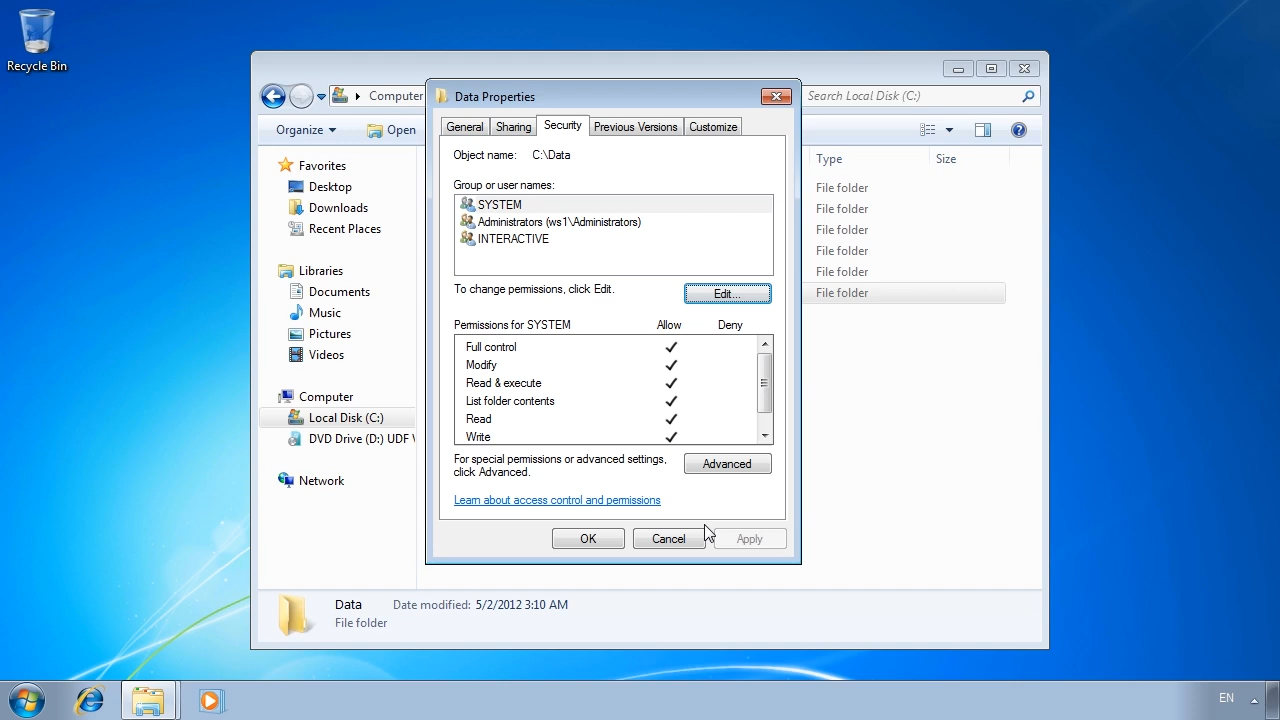 Recycle Bin
Computer
Search Local Disk (C:)
Organize
Open
Type
Size
Favorites
Desktop
Downloads
Recent Places
Libraries
Documents
Music
Pictures
Videos
Computer
Local Disk (C:)
DVD Drive (D:) UDF
Network
File folder
File folder
File folder
File folder
File folder
File folder
Data Properties
General
Sharing
Security
Previous Versions
Customize
Object name: C:\Data
Group or user names:
SYSTEM
Administrators (ws1\Administrators)
INTERACTIVE
To change permissions, click Edit.
Edit...
Permissions for SYSTEM
Allow
Deny
Full control
Modify
Read & execute
List folder contents
Read
Write
For special permissions or advanced settings,
click Advanced.
Advanced
Learn about access control and permissions
OK
Cancel
Apply
Data
Date modified: 5/2/2012 3:10 AM
File folder
EN